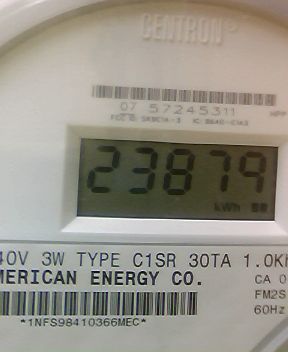 CENTRON®
07 57245311
23879
kWh
40V 3W TYPE C1SR 30TA 1.0K
MERICAN ENERGY CO.
CA 0
FM2S
60Hz
*1NFS98410366MEC*